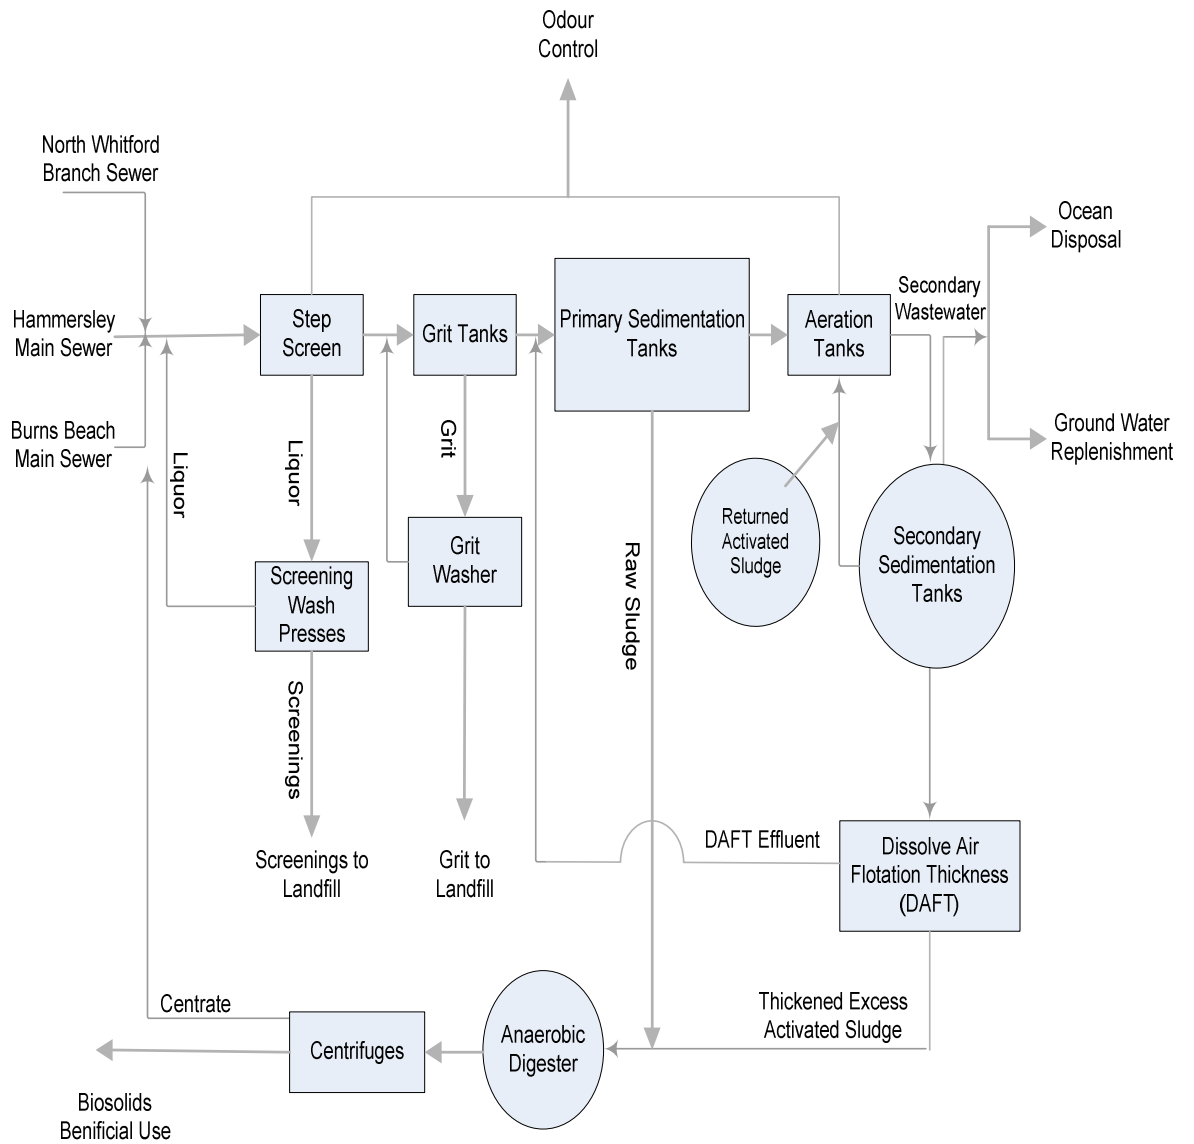 Odour
Control
North Whitford
Branch Sewer
Ocean
Disposal
Secondary
Wastewater
Hammersley
Main Sewer
Step
Screen
Grit Tanks
Primary Sedimentation
Tanks
Aeration
Tanks
Burns Beach
Main Sewer
Ground Water
Replenishment
Liquor
Liquor
Grit
Returned
Activated
Sludge
Secondary
Sedimentation
Tanks
Grit
Washer
Raw Sludge
Screening
Wash
Presses
Screenings
Screenings to
Landfill
Grit to
Landfill
DAFT Effluent
Dissolve Air
Flotation Thickness
(DAFT)
Centrate
Thickened Excess
Activated Sludge
Centrifuges
Anaerobic
Digester
Biosolids
Benificial Use